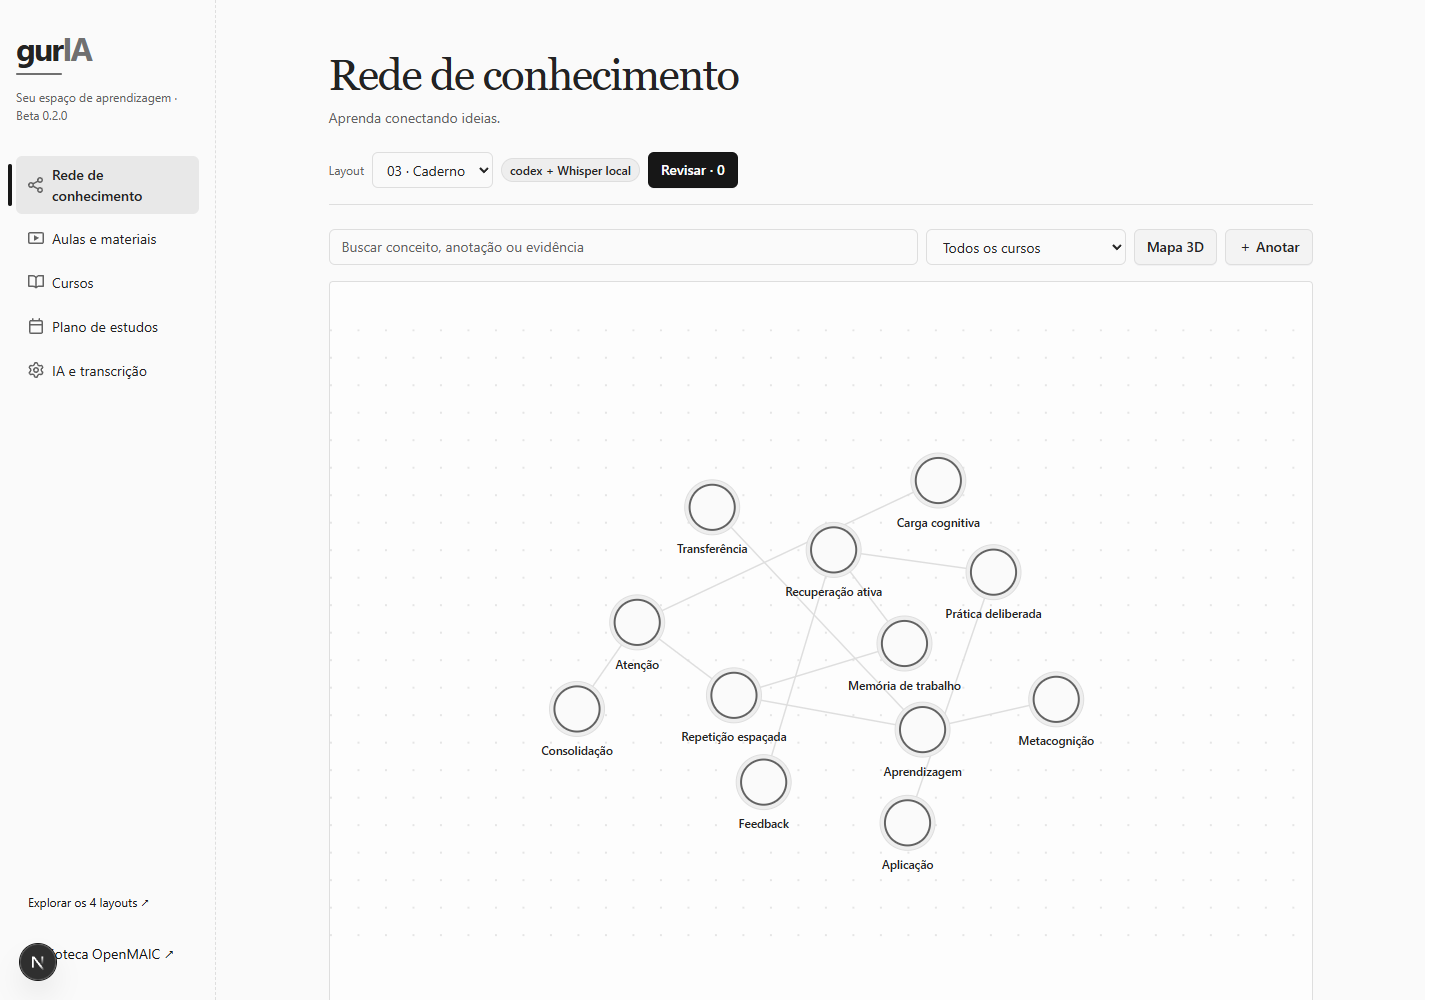 gurIA
Seu espaço de aprendizagem ·
Beta 0.2.0
Rede de
conhecimento
Aulas e materiais
Cursos
Plano de estudos
IA e transcrição
Explorar os 4 layouts ↗
N
oteca OpenMAIC ↗
Rede de conhecimento
Aprenda conectando ideias.
Layout
03 · Caderno
codex + Whisper local
Revisar · 0
Buscar conceito, anotação ou evidência
Todos os cursos
Mapa 3D
+ Anotar
Carga cognitiva
Transferência
Recuperação ativa
Prática deliberada
Atenção
Memória de trabalho
Repetição espaçada
Metacognição
Consolidação
Aprendizagem
Feedback
Aplicação